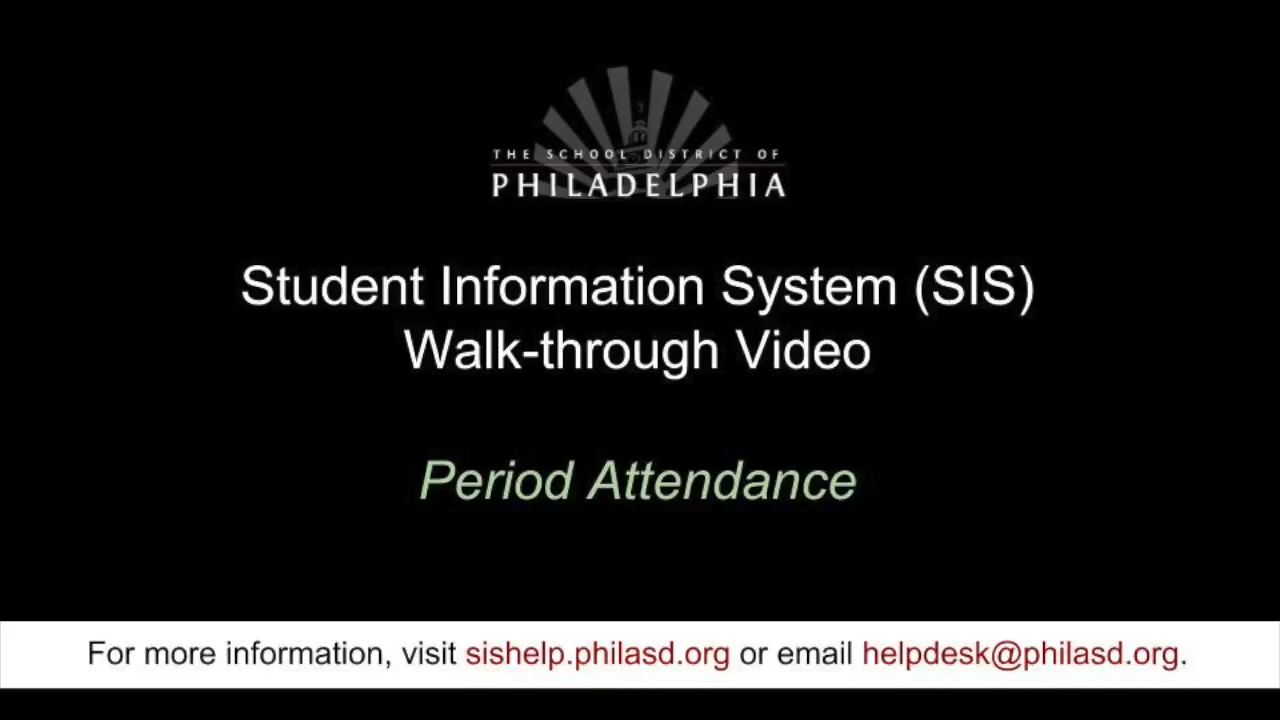 THE SCHOOL DISTRICT OF
PHILADELPHIA
Student Information System (SIS)
Walk-through Video
Period Attendance
For more information, visit sishelp.philasd.org or email helpdesk@philasd.org.